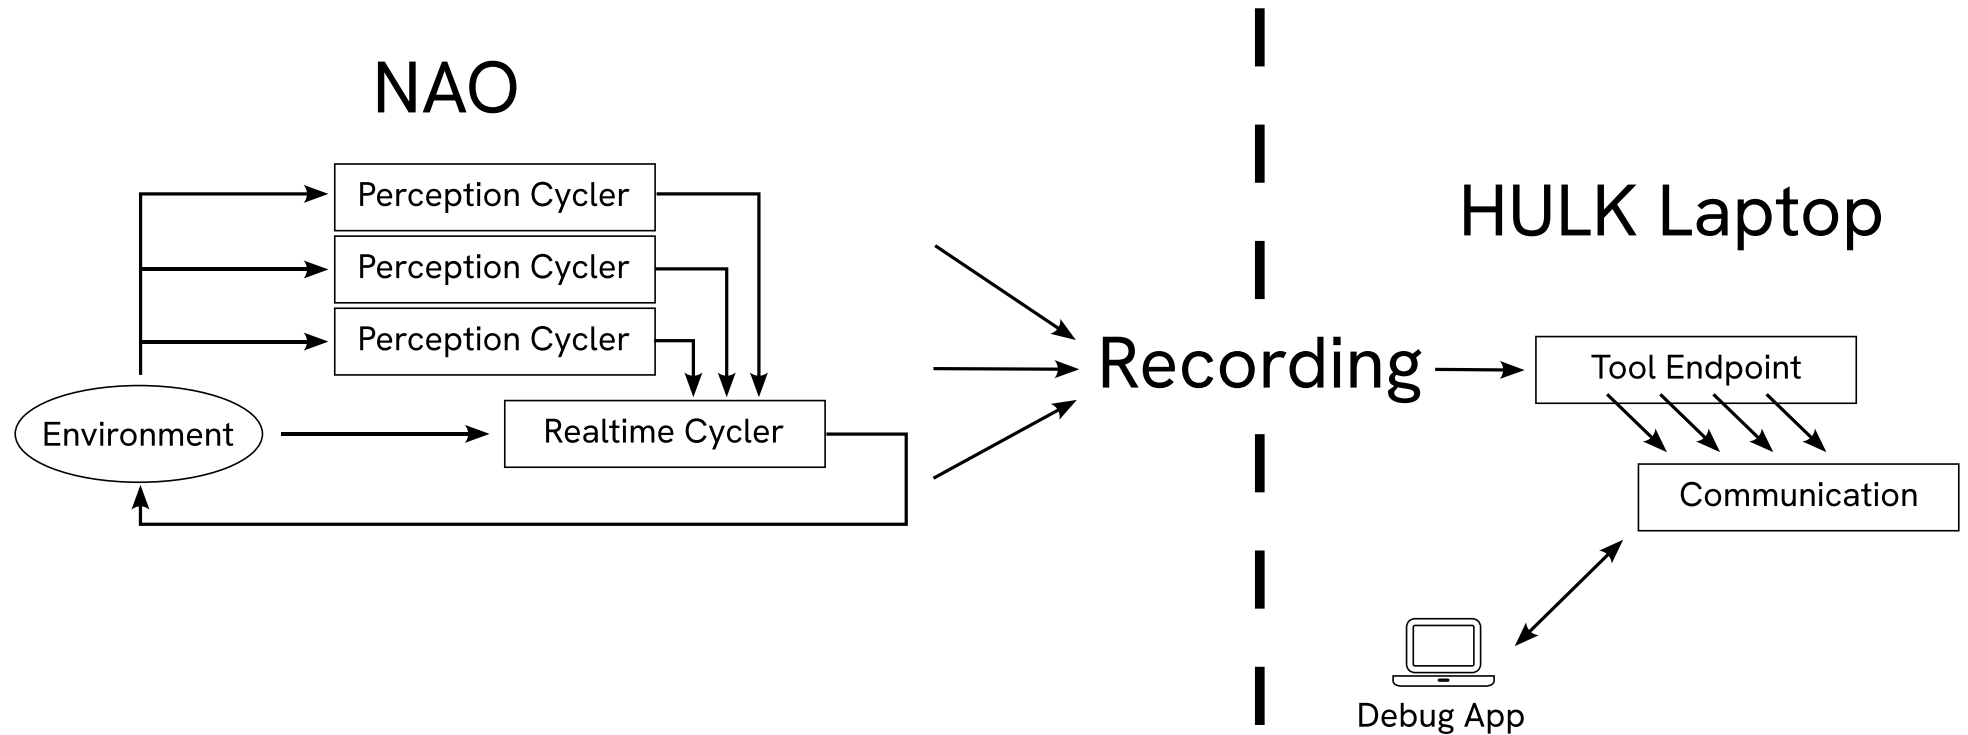 NAO
Perception Cycler
Perception Cycler
Perception Cycler
Environment
Realtime Cycler
Recording
HULK Laptop
Tool Endpoint
Communication
Debug App